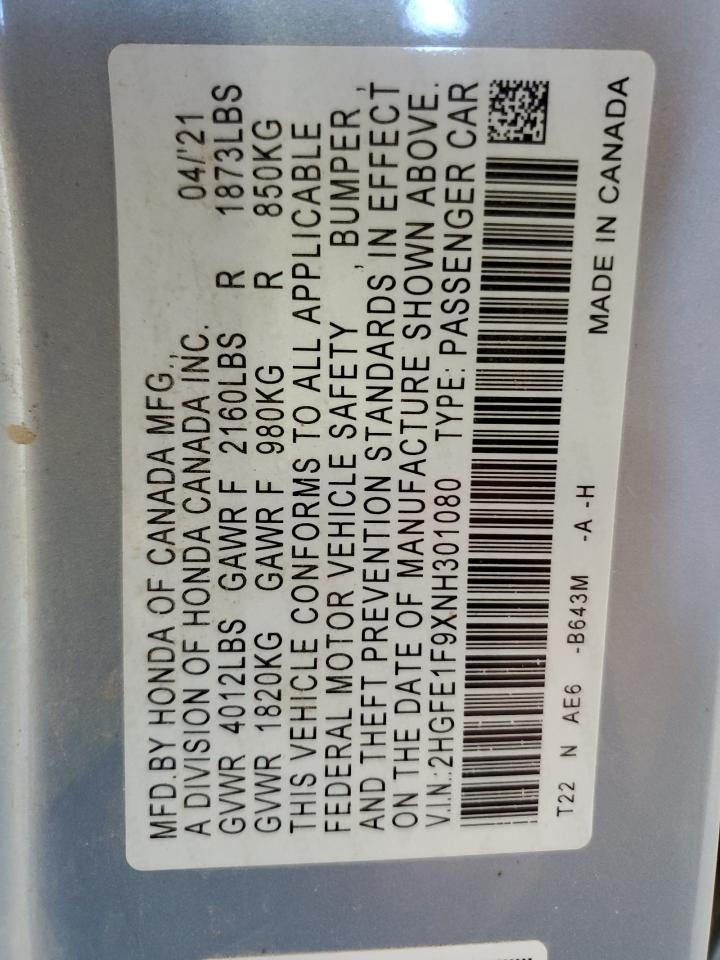 MFD.BY HONDA OF CANADA MFG.,
A DIVISION OF HONDA CANADA INC. 04/'21
GVWR 4012LBS GAWR F 2160LBS R 1873LBS
GVWR 1820KG GAWR F 980KG R 850KG
THIS VEHICLE CONFORMS TO ALL APPLICABLE
FEDERAL MOTOR VEHICLE SAFETY , BUMPER ,
AND THEFT PREVENTION STANDARDS IN EFFECT
ON THE DATE OF MANUFACTURE SHOWN ABOVE.
V.I.N.:2HGFE1F9XNH301080 TYPE: PASSENGER CAR
T22 N AE6 -B643M -A -H
MADE IN CANADA